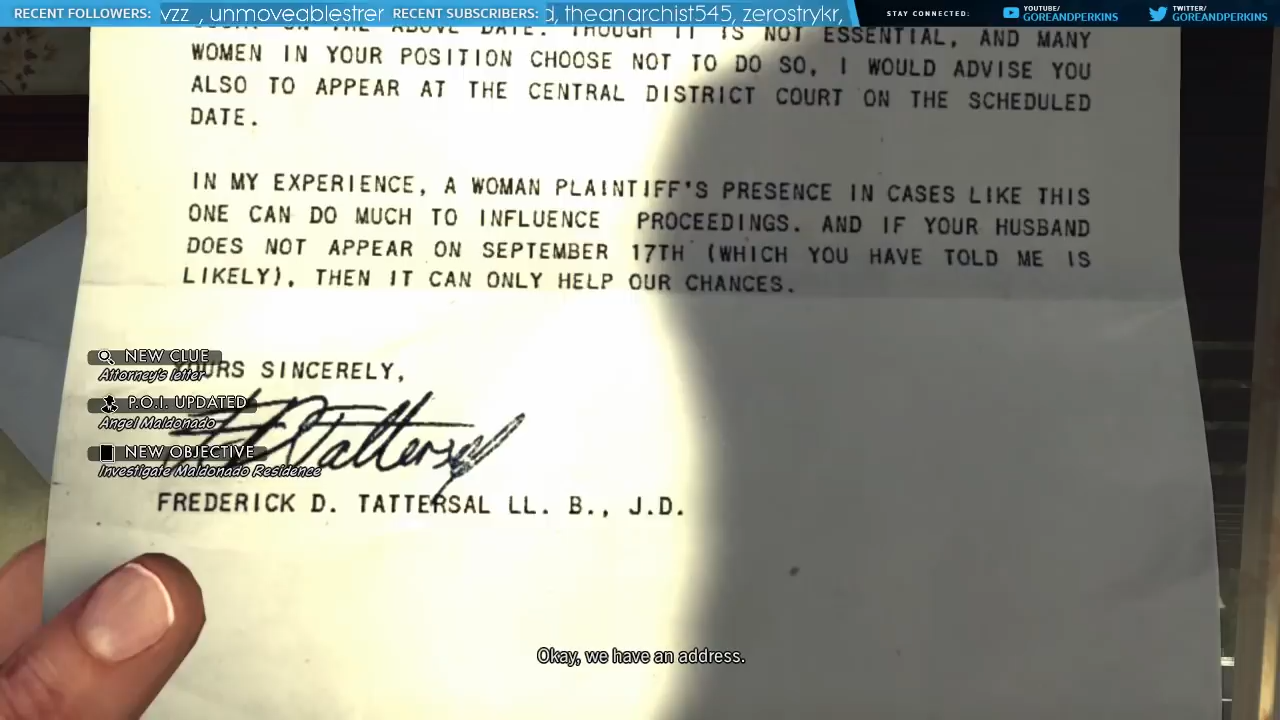 RECENT FOLLOWERS: vzz , unmoveablestrer RECENT SUBSCRIBERS: d, theanarchist545, zerostrykr, STAY CONNECTED: YOUTUBE/ GOREANDPERKINS TWITTER/ GOREANDPERKINS
THE ABOVE DATE. THOUGH IT IS NOT ESSENTIAL, AND MANY
WOMEN IN YOUR POSITION CHOOSE NOT TO DO SO, I WOULD ADVISE YOU
ALSO TO APPEAR AT THE CENTRAL DISTRICT COURT ON THE SCHEDULED
DATE.
IN MY EXPERIENCE, A WOMAN PLAINTIFF'S PRESENCE IN CASES LIKE THIS
ONE CAN DO MUCH TO INFLUENCE PROCEEDINGS. AND IF YOUR HUSBAND
DOES NOT APPEAR ON SEPTEMBER 17TH (WHICH YOU HAVE TOLD ME IS
LIKELY), THEN IT CAN ONLY HELP OUR CHANCES.
YOURS SINCERELY,
NEW CLUE
Attorney's letter
P.O.I. UPDATED
Angel Maldonado
NEW OBJECTIVE
Investigate Maldonado Residence
F D Tattersal
FREDERICK D. TATTERSAL LL. B., J.D.
Okay, we have an address.